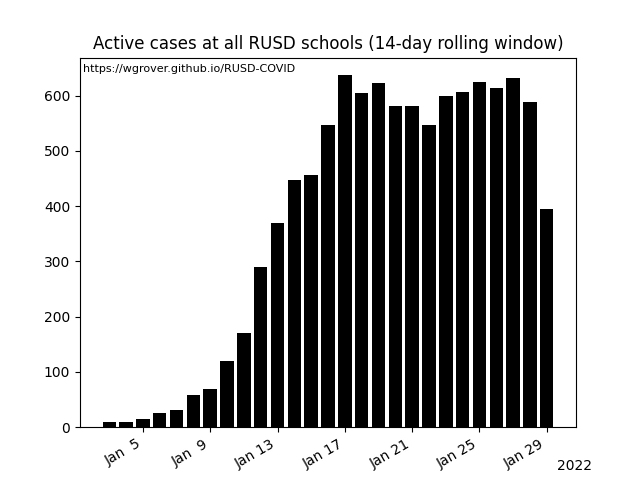 Active cases at all RUSD schools (14-day rolling window)
https://wgrover.github.io/RUSD-COVID
600
500
400
300
200
100
0
Jan 5
Jan 9
Jan 13
Jan 17
Jan 21
Jan 25
Jan 29
2022